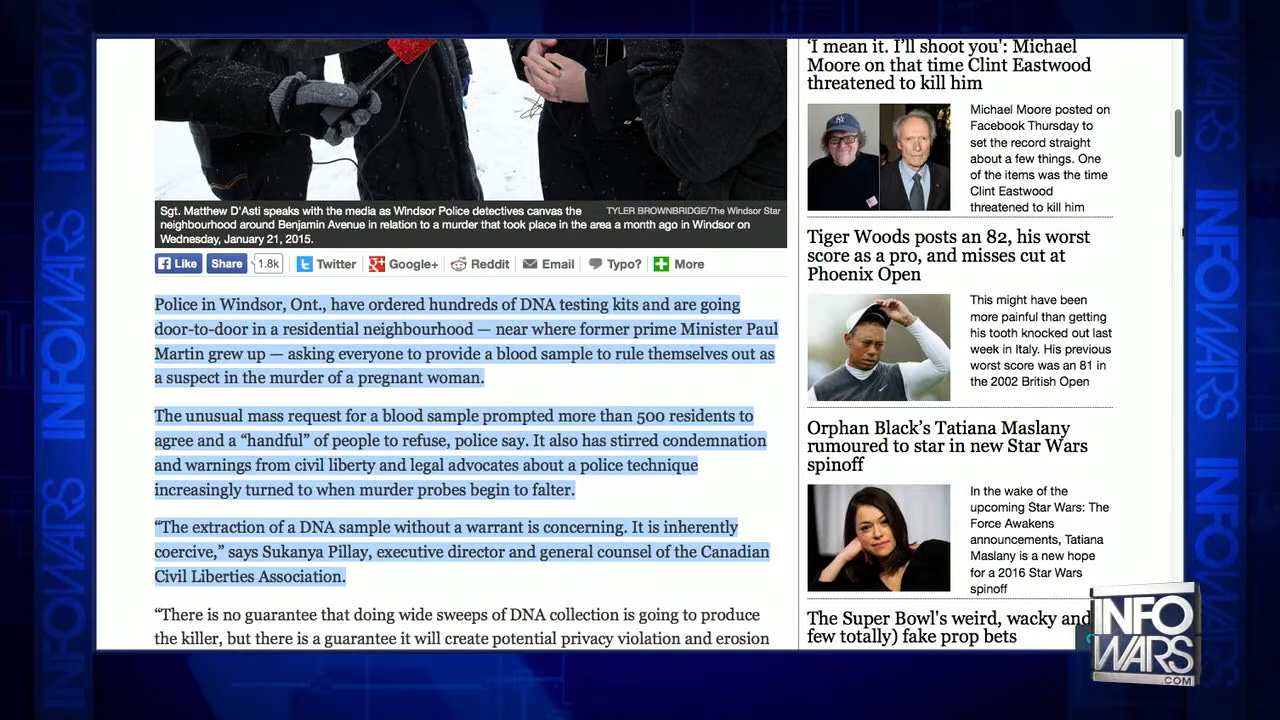 Sgt. Matthew D'Asti speaks with the media as Windsor Police detectives canvas the
neighbourhood around Benjamin Avenue in relation to a murder that took place in the area a month ago in Windsor on
Wednesday, January 21, 2015.
TYLER BROWNBRIDGE/The Windsor Star
Like
Share
1.8k
Twitter
Google+
Reddit
Email
Typo?
More
Police in Windsor, Ont., have ordered hundreds of DNA testing kits and are going
door-to-door in a residential neighbourhood — near where former prime Minister Paul
Martin grew up — asking everyone to provide a blood sample to rule themselves out as
a suspect in the murder of a pregnant woman.
The unusual mass request for a blood sample prompted more than 500 residents to
agree and a “handful” of people to refuse, police say. It also has stirred condemnation
and warnings from civil liberty and legal advocates about a police technique
increasingly turned to when murder probes begin to falter.
“The extraction of a DNA sample without a warrant is concerning. It is inherently
coercive,” says Sukanya Pillay, executive director and general counsel of the Canadian
Civil Liberties Association.
“There is no guarantee that doing wide sweeps of DNA collection is going to produce
the killer, but there is a guarantee it will create potential privacy violation and erosion
'I mean it. I'll shoot you': Michael
Moore on that time Clint Eastwood
threatened to kill him
Michael Moore posted on
Facebook Thursday to
set the record straight
about a few things. One
of the items was the time
Clint Eastwood
threatened to kill him
Tiger Woods posts an 82, his worst
score as a pro, and misses cut at
Phoenix Open
This might have been
more painful than getting
his tooth knocked out last
week in Italy. His previous
worst score was an 81 in
the 2002 British Open
Orphan Black’s Tatiana Maslany
rumoured to star in new Star Wars
spinoff
In the wake of the
upcoming Star Wars: The
Force Awakens
announcements, Tatiana
Maslany is a new hope
for a 2016 Star Wars
spinoff
The Super Bowl's weird, wacky and
few totally) fake prop bets
INFO
WARS
.COM
INFOWARS
INFOWARS
INFOWARS
INFOWARS